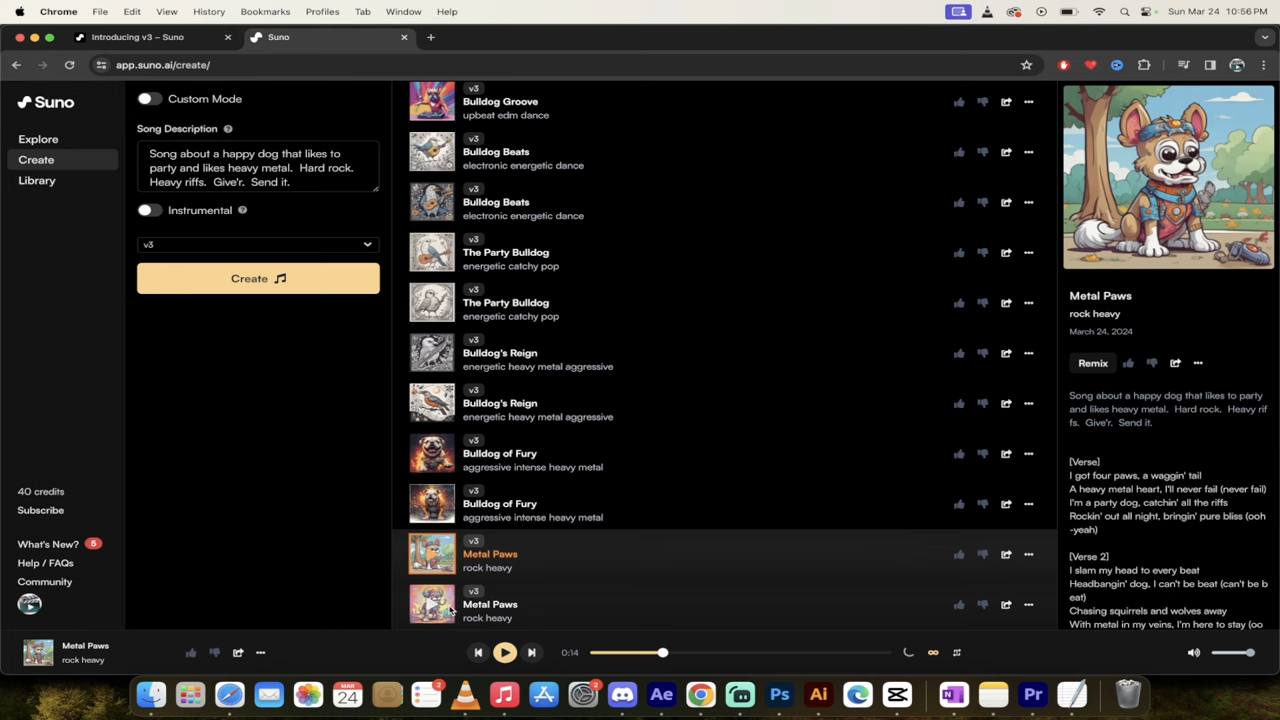 Chrome File Edit View History Bookmarks Profiles Tab Window Help Sun Mar 24 10:56 PM
Introducing v3 – Suno
Suno
app.suno.ai/create/
Suno
Explore
Create
Library
40 credits
Subscribe
What's New? 5
Help / FAQs
Community
Custom Mode
Song Description
Song about a happy dog that likes to
party and likes heavy metal. Hard rock.
Heavy riffs. Give'r. Send it.
Instrumental
v3
Create
v3
Bulldog Groove
upbeat edm dance
v3
Bulldog Beats
electronic energetic dance
v3
Bulldog Beats
electronic energetic dance
v3
The Party Bulldog
energetic catchy pop
v3
The Party Bulldog
energetic catchy pop
v3
Bulldog's Reign
energetic heavy metal aggressive
v3
Bulldog's Reign
energetic heavy metal aggressive
v3
Bulldog of Fury
aggressive intense heavy metal
v3
Bulldog of Fury
aggressive intense heavy metal
v3
Metal Paws
rock heavy
v3
Metal Paws
rock heavy
Metal Paws
rock heavy
March 24, 2024
Remix
Song about a happy dog that likes to party
and likes heavy metal. Hard rock. Heavy rif
fs. Give'r. Send it.
[Verse]
I got four paws, a waggin' tail
A heavy metal heart, I'll never fail (never fail)
I'm a party dog, catchin' all the riffs
Rockin' out all night, bringin' pure bliss (ooh
-yeah)
[Verse 2]
I slam my head to every beat
Headbangin' dog, I can't be beat (can't be b
eat)
Chasing squirrels and wolves away
With metal in my veins, I'm here to stay (oo
Metal Paws
rock heavy
0:14
MAR
24
2
2
Ae
Ps
Ai
N
Pr